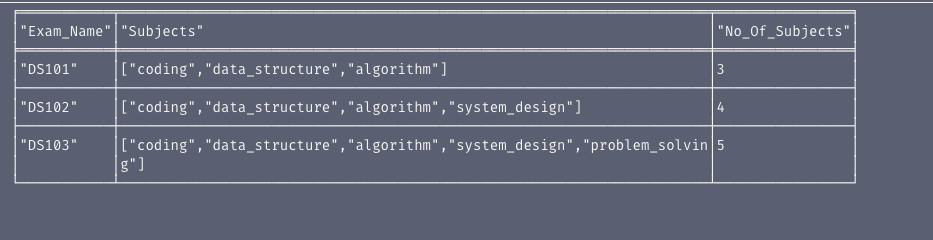 "Exam_Name" "Subjects" "No_Of_Subjects"
"DS101" ["coding","data_structure","algorithm"] 3
"DS102" ["coding","data_structure","algorithm","system_design"] 4
"DS103" ["coding","data_structure","algorithm","system_design","problem_solvin 5
g"]